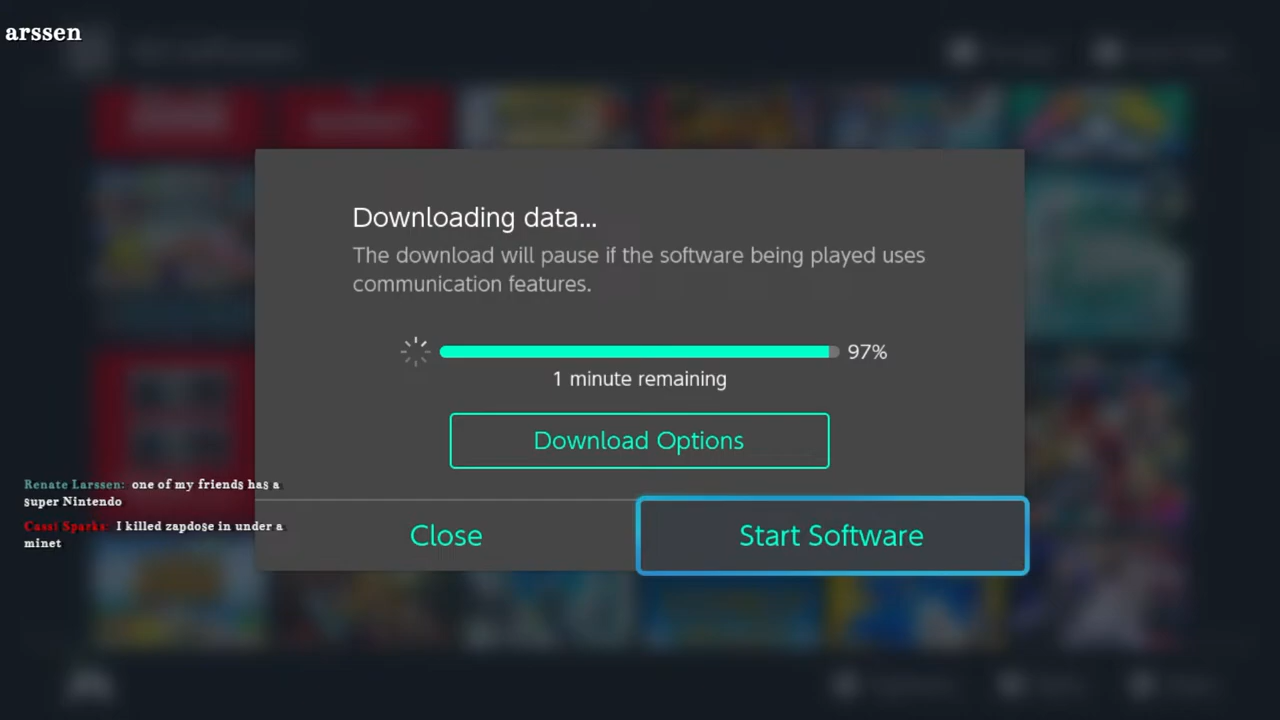 arssen
Downloading data...
The download will pause if the software being played uses
communication features.
97%
1 minute remaining
Download Options
Renate Larssen: one of my friends has a
super Nintendo
Cassi Sparks: I killed zapdose in under a
minet
Close
Start Software